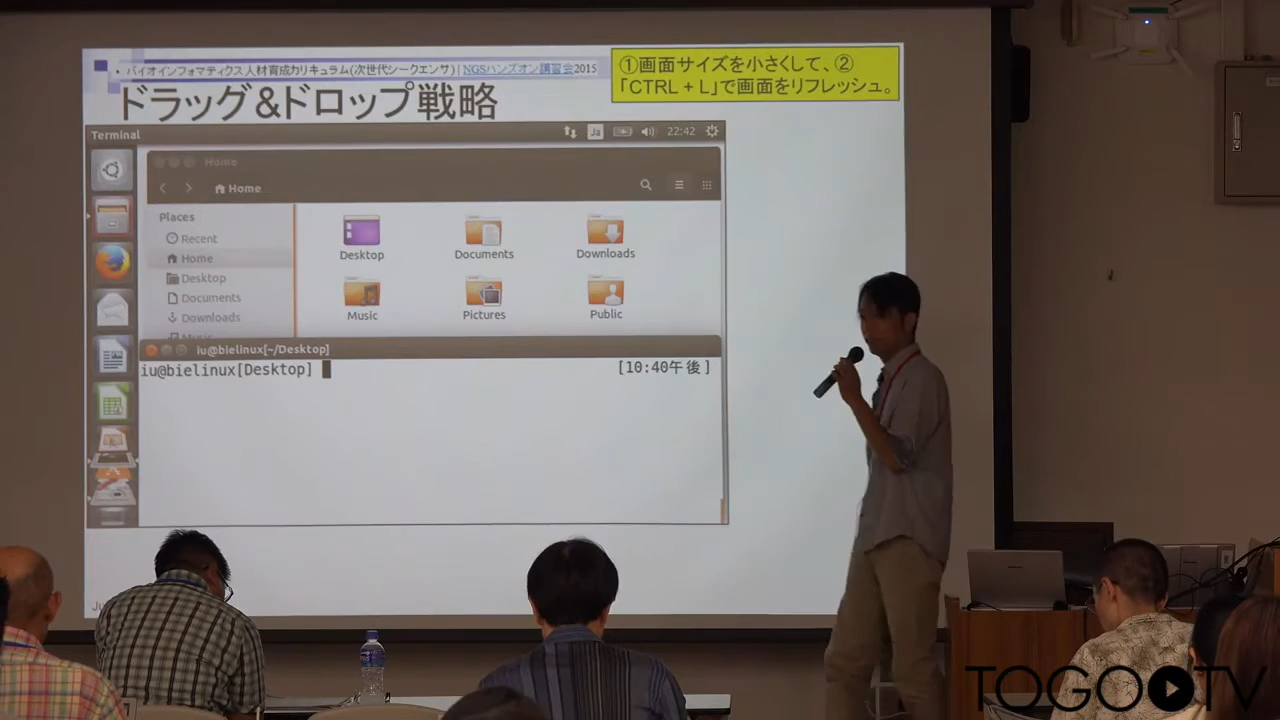 ・バイオインフォマティクス人材育成カリキュラム(次世代シークエンサ) | NGSハンズオン講習会2015
ドラッグ&ドロップ戦略
①画面サイズを小さくして、②
「CTRL + L」で画面をリフレッシュ。
Terminal
Ja
22:42
Home
Home
Places
Recent
Home
Desktop
Documents
Downloads
Music
Desktop
Documents
Downloads
Music
Pictures
Public
iu@bielinux[~/Desktop]
iu@bielinux[Desktop]
[10:40午後]
TOGO TV